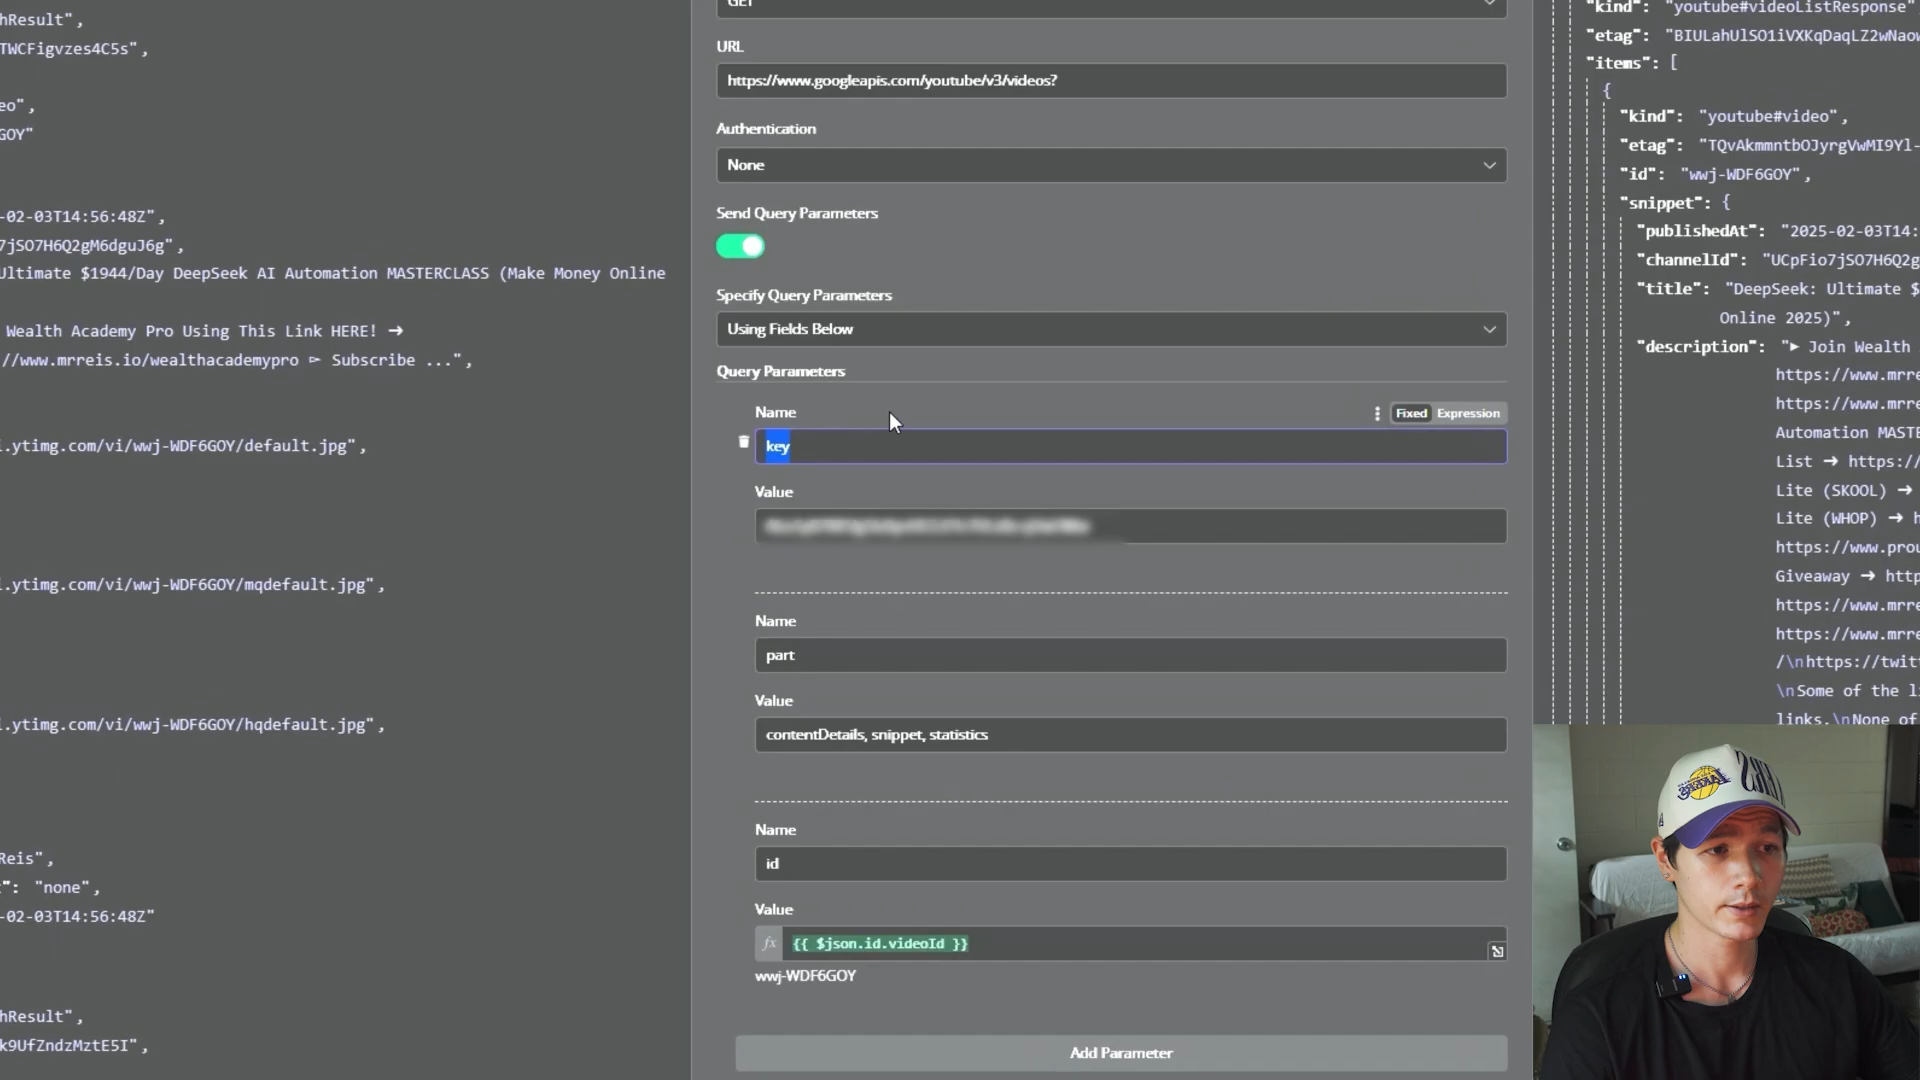 hResult",
TWCFigvzes4C5s",
eo",
GOY"
-02-03T14:56:48Z",
7jSO7H6Q2gM6dguJ6g",
Ultimate $1944/Day DeepSeek AI Automation MASTERCLASS (Make Money Online
Wealth Academy Pro Using This Link HERE! →
//www.mrreis.io/wealthacademypro ► Subscribe ...",
i.ytimg.com/vi/wwj-WDF6GOY/default.jpg",
i.ytimg.com/vi/wwj-WDF6GOY/mqdefault.jpg",
i.ytimg.com/vi/wwj-WDF6GOY/hqdefault.jpg",
Reis",
t": "none",
-02-03T14:56:48Z"
hResult",
k9UfZndzMztE5I",
GET
URL
https://www.googleapis.com/youtube/v3/videos?
Authentication
None
Send Query Parameters
Specify Query Parameters
Using Fields Below
Query Parameters
Name
Fixed Expression
key
Value
Name
part
Value
contentDetails, snippet, statistics
Name
id
Value
fx {{ $json.id.videoId }}
wwj-WDF6GOY
Add Parameter
"kind": "youtube#videoListResponse"
"etag": "BIULahUlSO1iVXKqDaqLZ2wNaow
"items": [
{
"kind": "youtube#video",
"etag": "TQvAkmmntbOJyrgVwMI9Yl-
"id": "wwj-WDF6GOY",
"snippet": {
"publishedAt": "2025-02-03T14:
"channelId": "UCpFio7jSO7H6Q2g
"title": "DeepSeek: Ultimate $
Online 2025)",
"description": "► Join Wealth
https://www.mrre
https://www.mrre
Automation MASTE
List → https://
Lite (SKOOL) →
Lite (WHOP) → h
https://www.prou
Giveaway → http
https://www.mrre
https://www.mrre
/\nhttps://twit
\nSome of the li
links.\nNone of